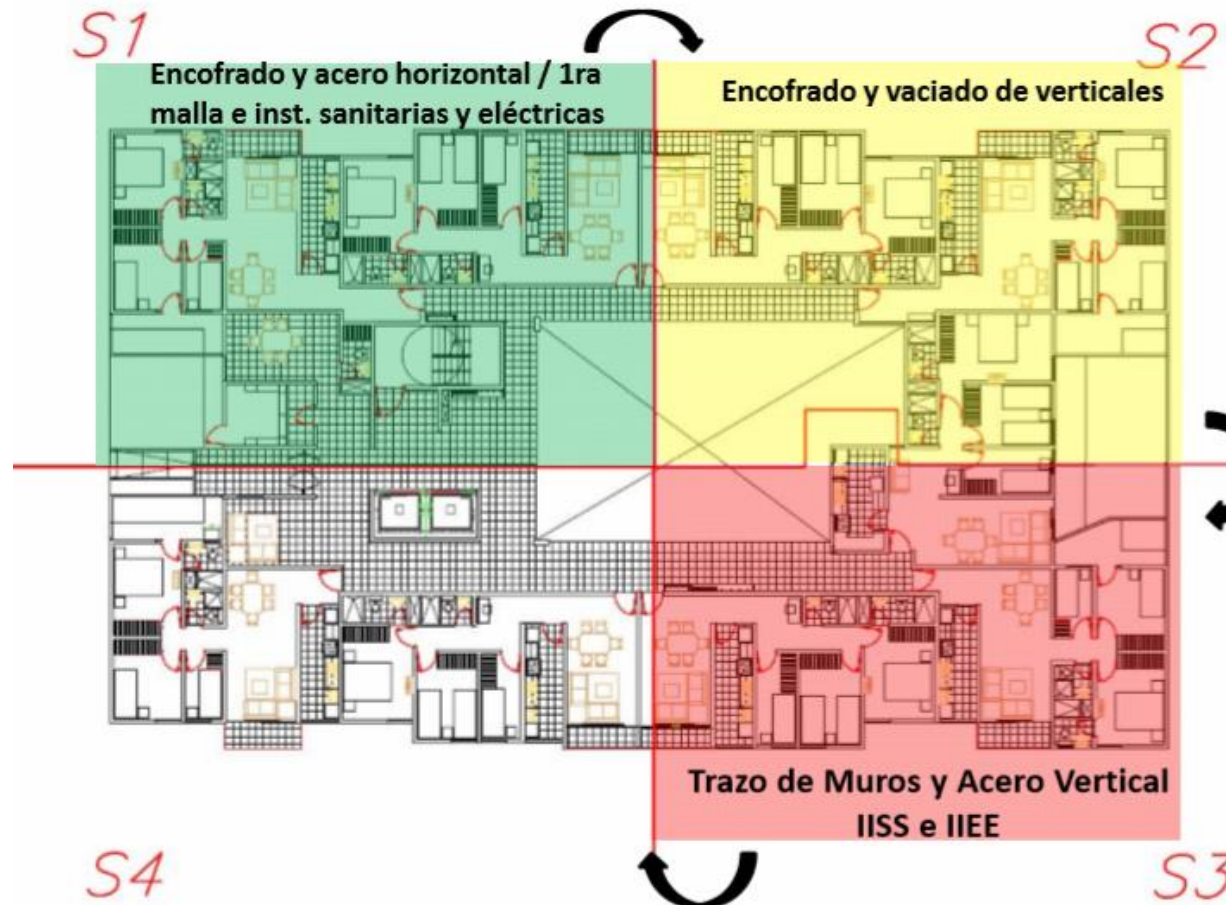 S1
S2
Encofrado y acero horizontal / 1ra
malla e inst. sanitarias y eléctricas
Encofrado y vaciado de verticales
Trazo de Muros y Acero Vertical
IISS e IIEE
S4
S3